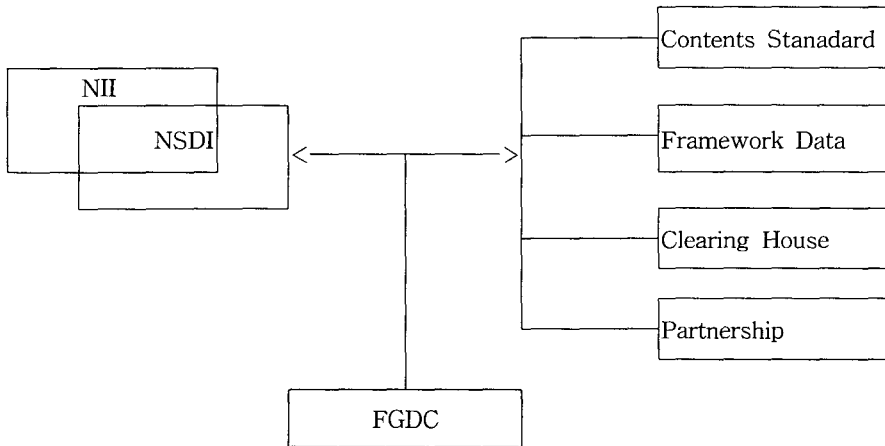 NII
NSDI
Contents Stanadard
Framework Data
Clearing House
Partnership
FGDC